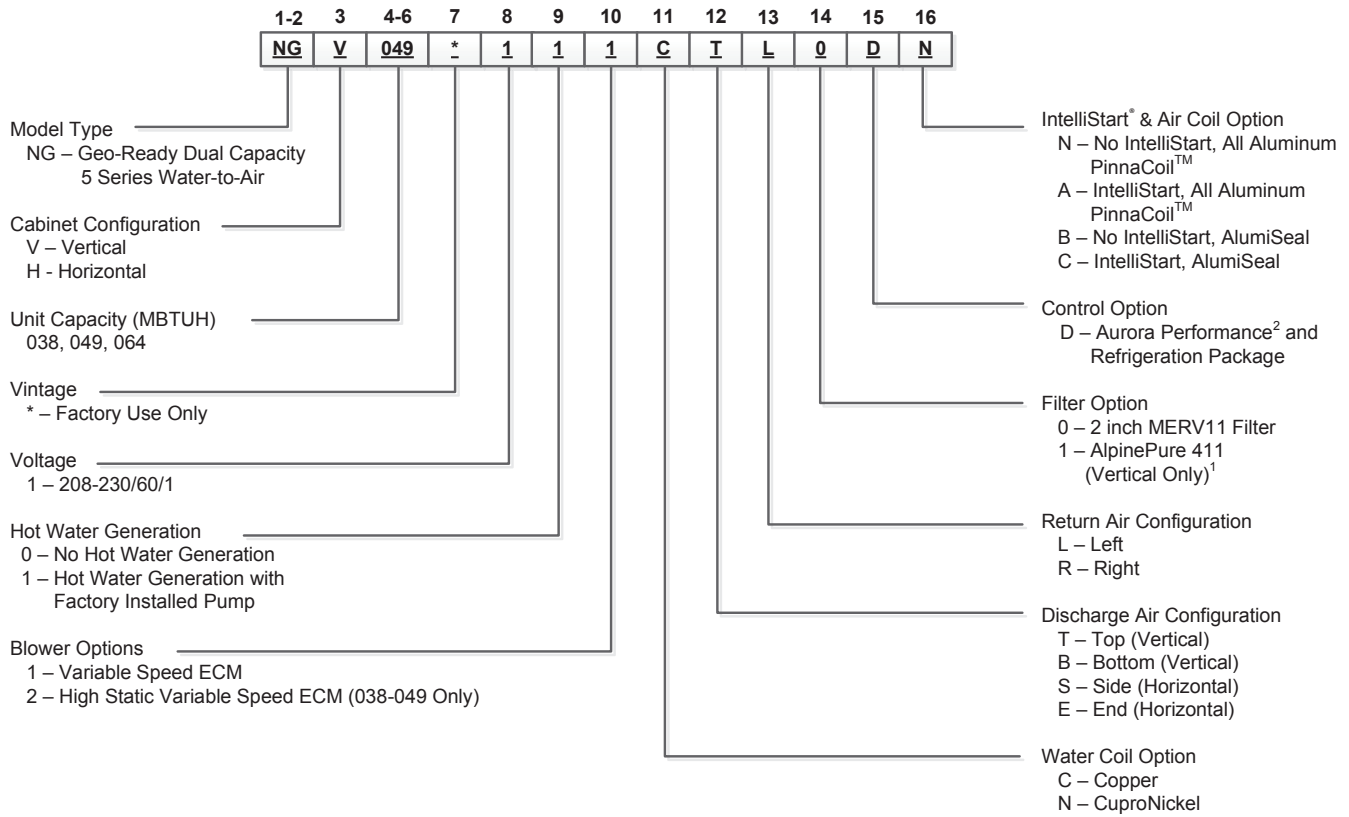 1-2 3 4-6 7 8 9 10 11 12 13 14 15 16
NG V 049 * 1 1 1 C T L 0 D N
Model Type
NG – Geo-Ready Dual Capacity
5 Series Water-to-Air
Cabinet Configuration
V – Vertical
H - Horizontal
Unit Capacity (MBTUH)
038, 049, 064
Vintage
* – Factory Use Only
Voltage
1 – 208-230/60/1
Hot Water Generation
0 – No Hot Water Generation
1 – Hot Water Generation with
Factory Installed Pump
Blower Options
1 – Variable Speed ECM
2 – High Static Variable Speed ECM (038-049 Only)
IntelliStart® & Air Coil Option
N – No IntelliStart, All Aluminum
PinnaCoil™
A – IntelliStart, All Aluminum
PinnaCoil™
B – No IntelliStart, AlumiSeal
C – IntelliStart, AlumiSeal
Control Option
D – Aurora Performance² and
Refrigeration Package
Filter Option
0 – 2 inch MERV11 Filter
1 – AlpinePure 411
(Vertical Only)¹
Return Air Configuration
L – Left
R – Right
Discharge Air Configuration
T – Top (Vertical)
B – Bottom (Vertical)
S – Side (Horizontal)
E – End (Horizontal)
Water Coil Option
C – Copper
N – CuproNickel